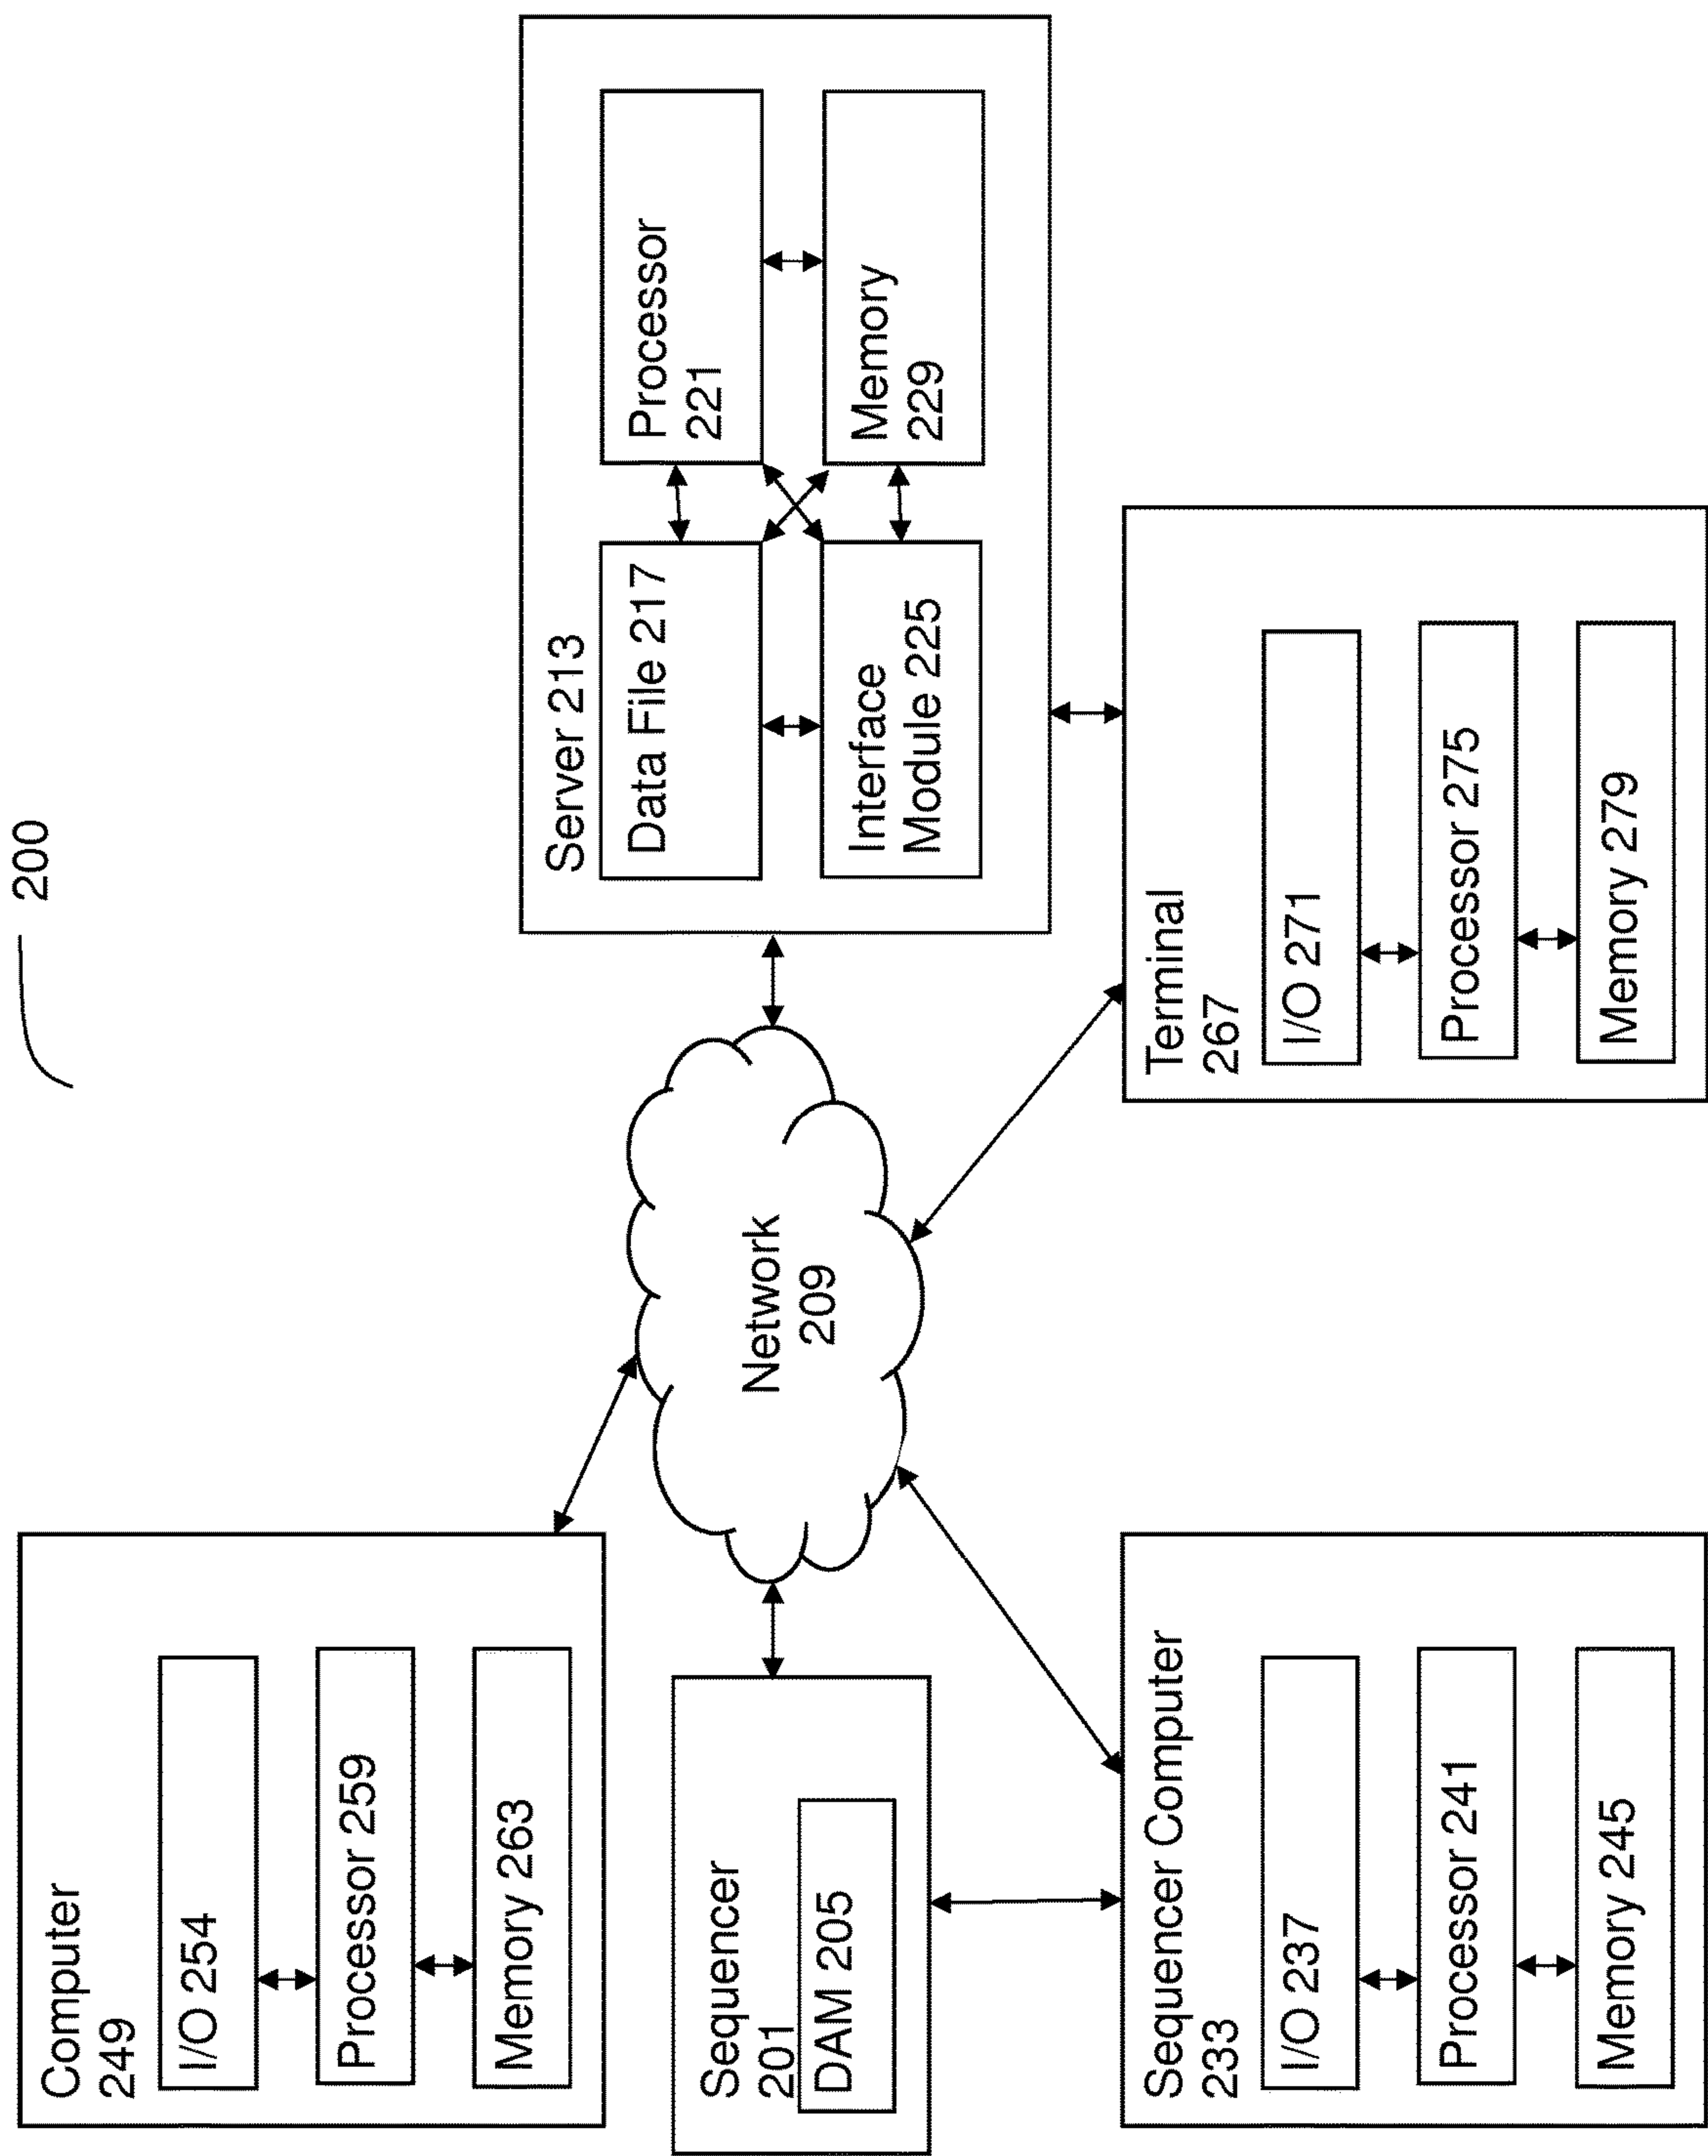 200
Computer
249
I/O 254
Processor 259
Memory 263
Sequencer
201
DAM 205
Sequencer Computer
233
I/O 237
Processor 241
Memory 245
Network
209
Server 213
Data File 217
Processor
221
Interface
Module 225
Memory
229
Terminal
267
I/O 271
Processor 275
Memory 279